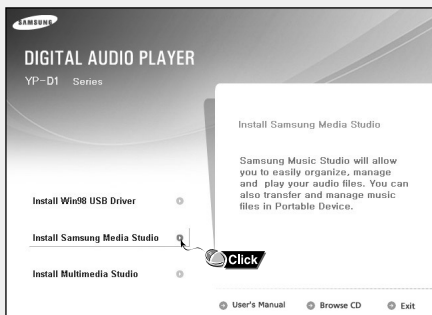 SAMSUNG
DIGITAL AUDIO PLAYER
YP-D1 Series
Install Samsung Media Studio
Samsung Music Studio will allow
you to easily organize, manage
and play your audio files. You can
also transfer and manage music
files in Portable Device.
Install Win98 USB Driver
Install Samsung Media Studio
Click
Install Multimedia Studio
User's Manual
Browse CD
Exit